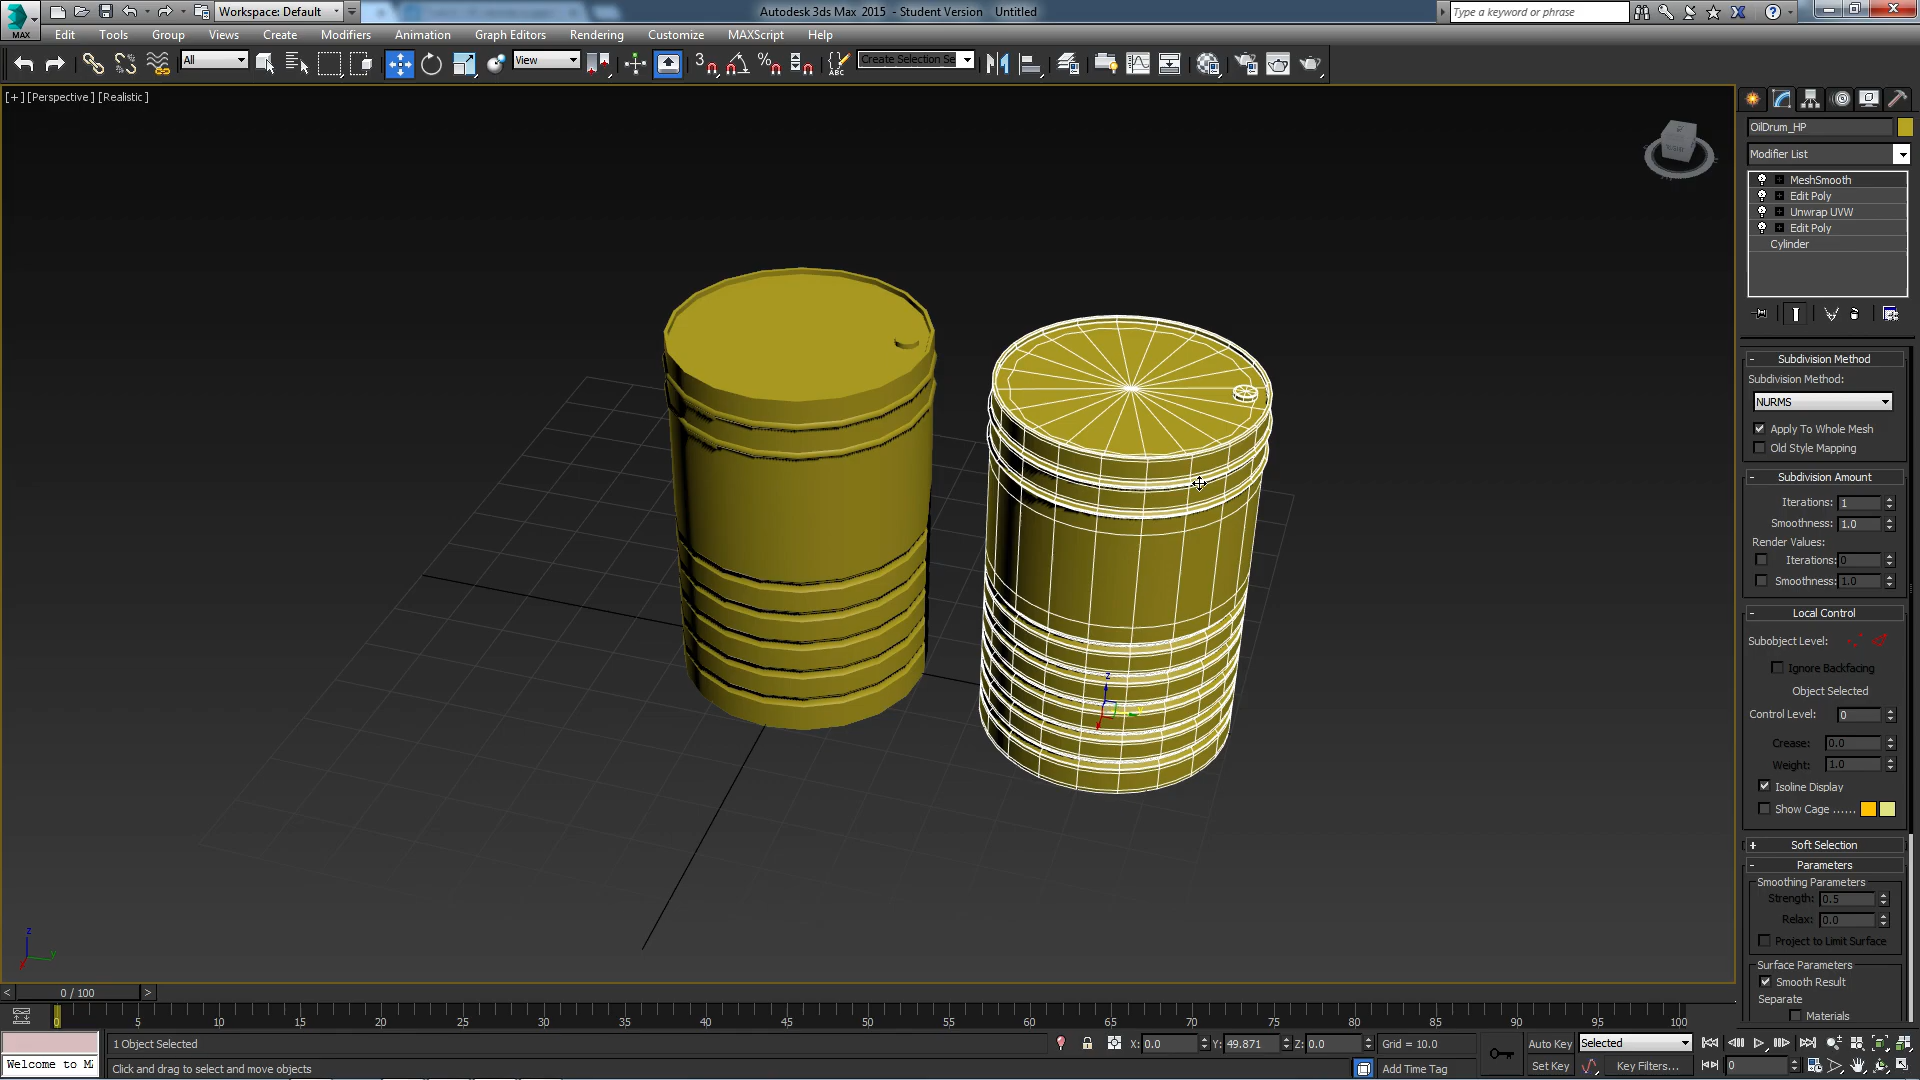 Workspace: Default
Autodesk 3ds Max 2015 - Student Version Untitled
Type a keyword or phrase
MAX
Edit Tools Group Views Create Modifiers Animation Graph Editors Rendering Customize MAXScript Help
All
View
3
%
ABC
Create Selection Se
[+] [Perspective] [Realistic]
OilDrum_HP
Modifier List
MeshSmooth
Edit Poly
Unwrap UVW
Edit Poly
Cylinder
- Subdivision Method
Subdivision Method:
NURMS
Apply To Whole Mesh
Old Style Mapping
- Subdivision Amount
Iterations: 1
Smoothness: 1.0
Render Values:
Iterations: 0
Smoothness: 1.0
- Local Control
Subobject Level:
Ignore Backfacing
Object Selected
Control Level: 0
Crease: 0.0
Weight: 1.0
Isoline Display
Show Cage ......
+ Soft Selection
- Parameters
Smoothing Parameters
Strength: 0.5
Relax: 0.0
Project to Limit Surface
Surface Parameters
Smooth Result
Separate
Materials
RIGHT
z
z
y
< 0 / 100 >
0 5 10 15 20 25 30 35 40 45 50 55 60 65 70 75 80 85 90 95 100
1 Object Selected
X: 0.0 Y: 49.871 Z: 0.0 Grid = 10.0
Auto Key Selected
Welcome to M
Click and drag to select and move objects
Add Time Tag
Set Key Key Filters... 0